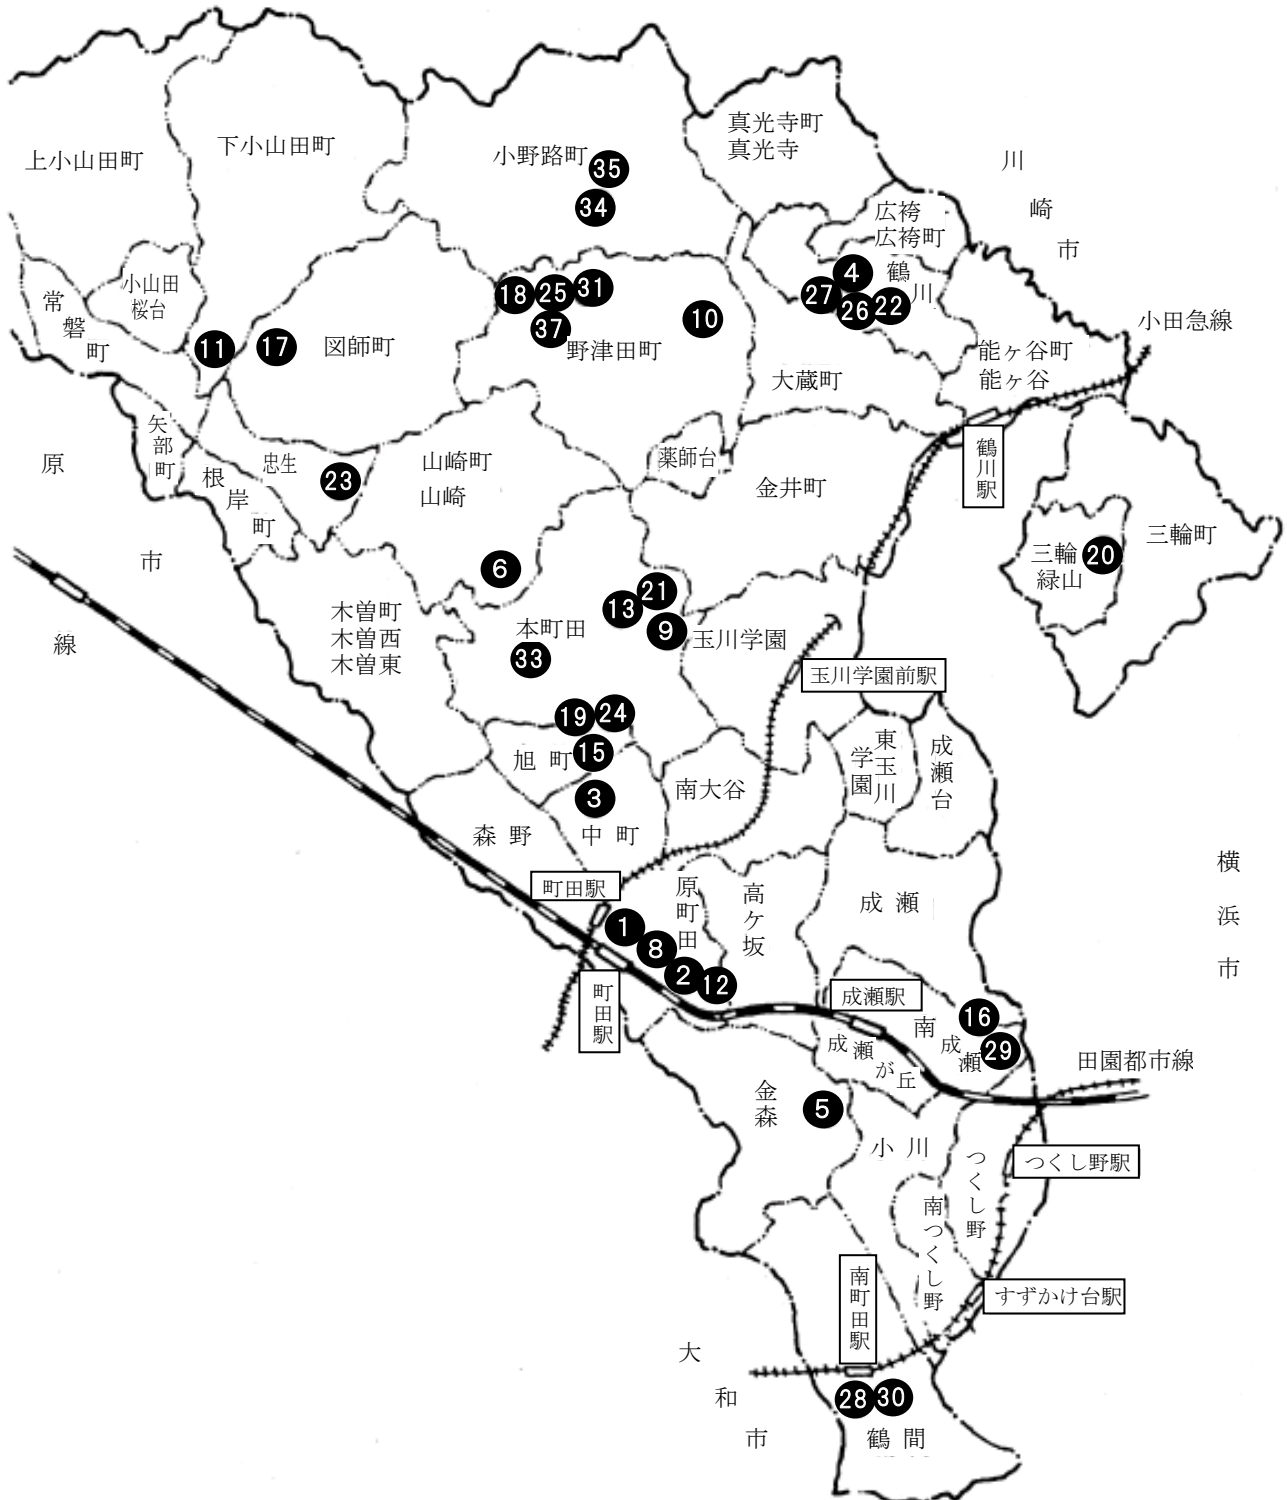 真光寺町
真光寺
上小山田町
下小山田町
小野路町
35
34
川崎市
広袴
広袴町
鶴川
4
27
26
22
小山田
桜台
常磐町
18
25
31
37
10
野津田町
11
17
図師町
大蔵町
能ヶ谷町
能ヶ谷
小田急線
鶴川駅
矢部町
根岸町
忠生
23
山崎町
山崎
薬師台
金井町
原
市
線
6
三輪
緑山
20
三輪町
木曽町
木曽西
木曽東
13
21
9
本町田
33
玉川学園
玉川学園前駅
19
24
15
旭町
3
南大谷
東玉川
学園
成瀬台
森野
中町
横浜市
町田駅
原町田
高ケ坂
成瀬
1
8
2
12
町田駅
成瀬駅
南成瀬
16
29
成瀬が丘
田園都市線
金森
5
小川
つくし野
つくし野駅
南つくし野
南町田駅
すずかけ台駅
大和市
28
30
鶴間